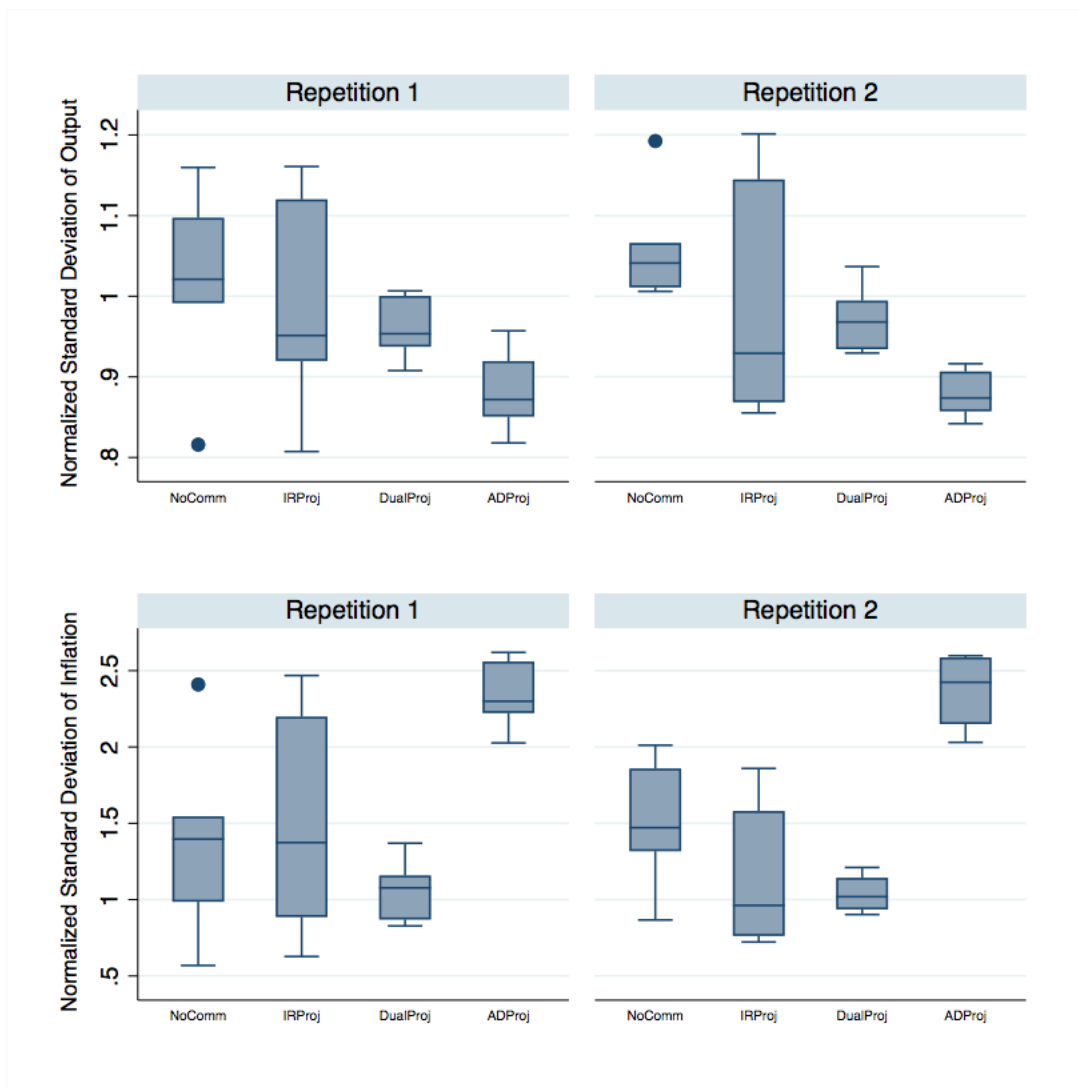 Repetition 1
Repetition 2
Normalized Standard Deviation of Output
1.2
1.1
1
.9
.8
NoComm IRProj DualProj ADProj
NoComm IRProj DualProj ADProj
Repetition 1
Repetition 2
Normalized Standard Deviation of Inflation
2.5
2
1.5
1
.5
NoComm IRProj DualProj ADProj
NoComm IRProj DualProj ADProj